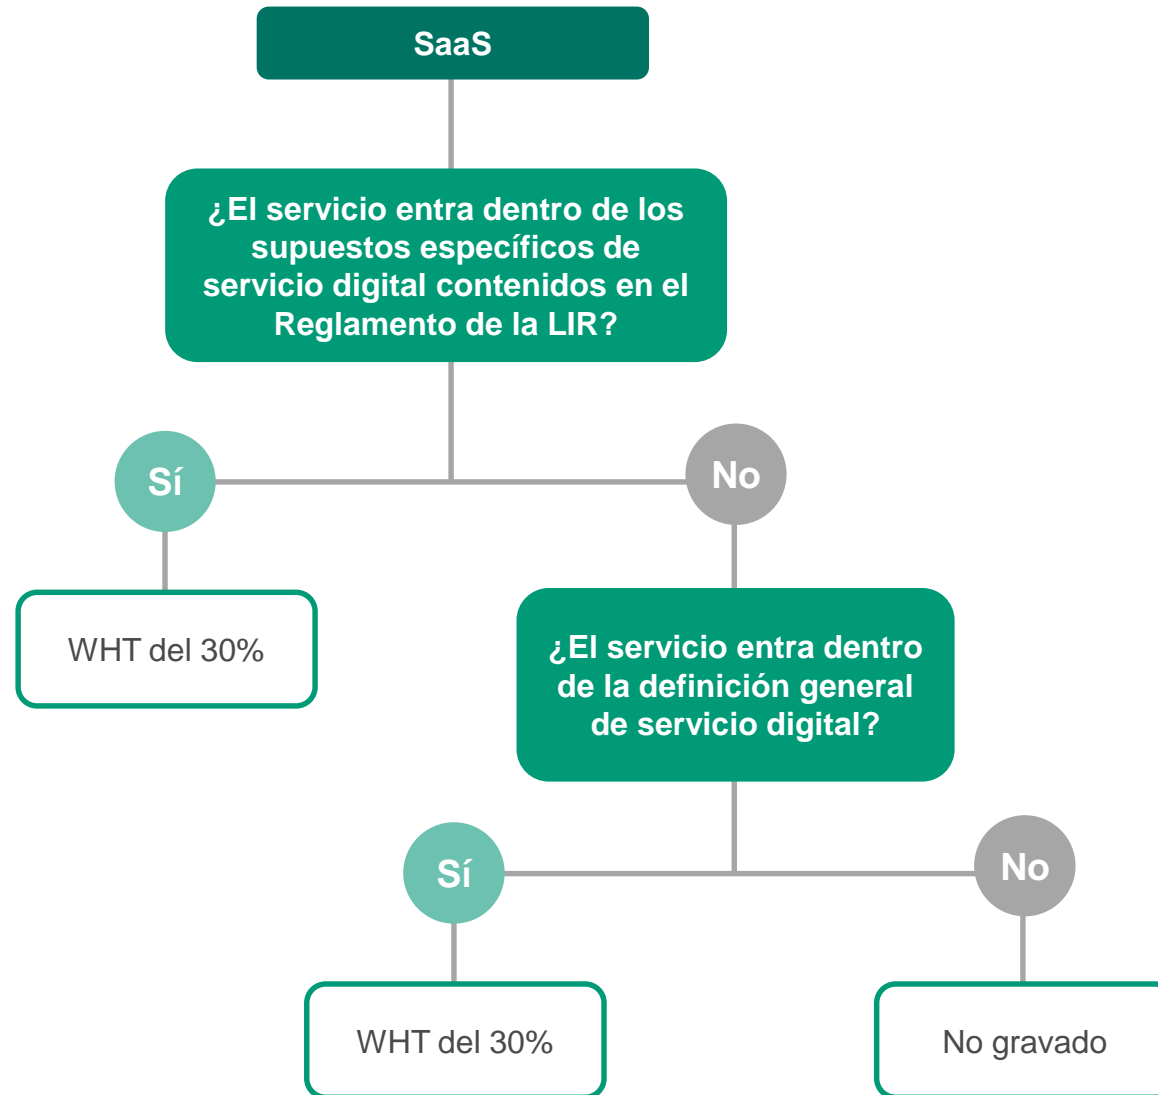 SaaS
¿El servicio entra dentro de los
supuestos específicos de
servicio digital contenidos en el
Reglamento de la LIR?
Sí
No
WHT del 30%
¿El servicio entra dentro
de la definición general
de servicio digital?
Sí
No
WHT del 30%
No gravado